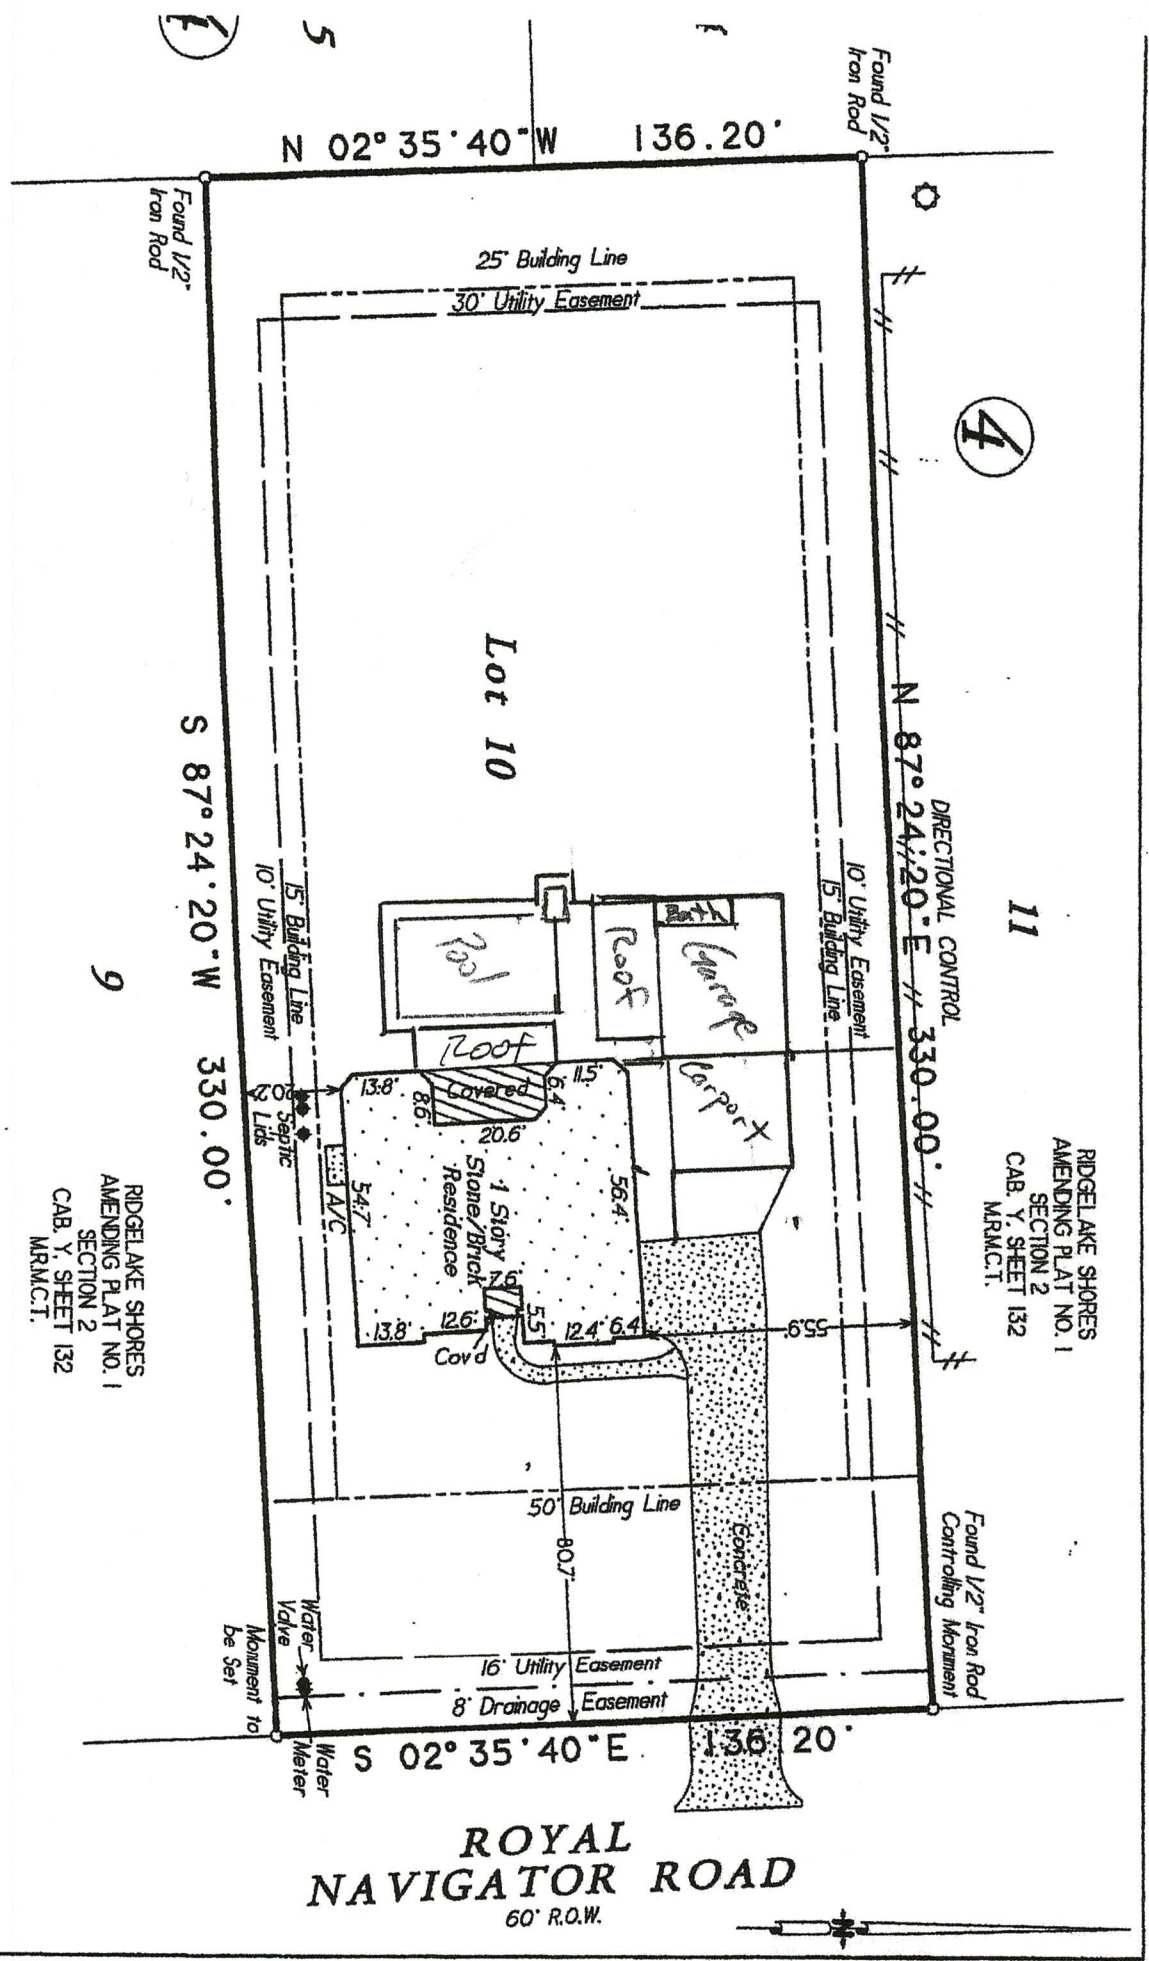 1
5
Found 1/2"
Iron Rod
N 02° 35' 40" W 136.20'
Found 1/2"
Iron Rod
25' Building Line
30' Utility Easement
4
Lot 10
N 87° 24' 20" E 330.00'
DIRECTIONAL CONTROL
11
10' Utility Easement
15' Building Line
RIDGELAKE SHORES
AMENDING PLAT NO. 1
SECTION 2
CAB. Y, SHEET 132
M.R.M.C.T.
S 87° 24' 20" W 330.00'
15' Building Line
10' Utility Easement
9
RIDGELAKE SHORES
AMENDING PLAT NO. 1
SECTION 2
CAB. Y, SHEET 132
M.R.M.C.T.
Bath
Pool
Roof
Garage
Roof
Carport
Covered
13.8'
8.6'
6.4'
11.5'
20.6'
20.2'
Septic
Lids
A/C
54.7'
1 Story
Stone/Brick
Residence
56.4'
7.6'
5.5'
13.8'
12.6'
12.4'
6.4'
Cov'd
55.9'
50' Building Line
80.7'
Concrete
Found 1/2" Iron Rod
Controlling Monument
Water
Valve
Monument to
be Set
16' Utility Easement
8' Drainage Easement
Water
Meter
S 02° 35' 40" E 136.20'
ROYAL
NAVIGATOR ROAD
60' R.O.W.
N